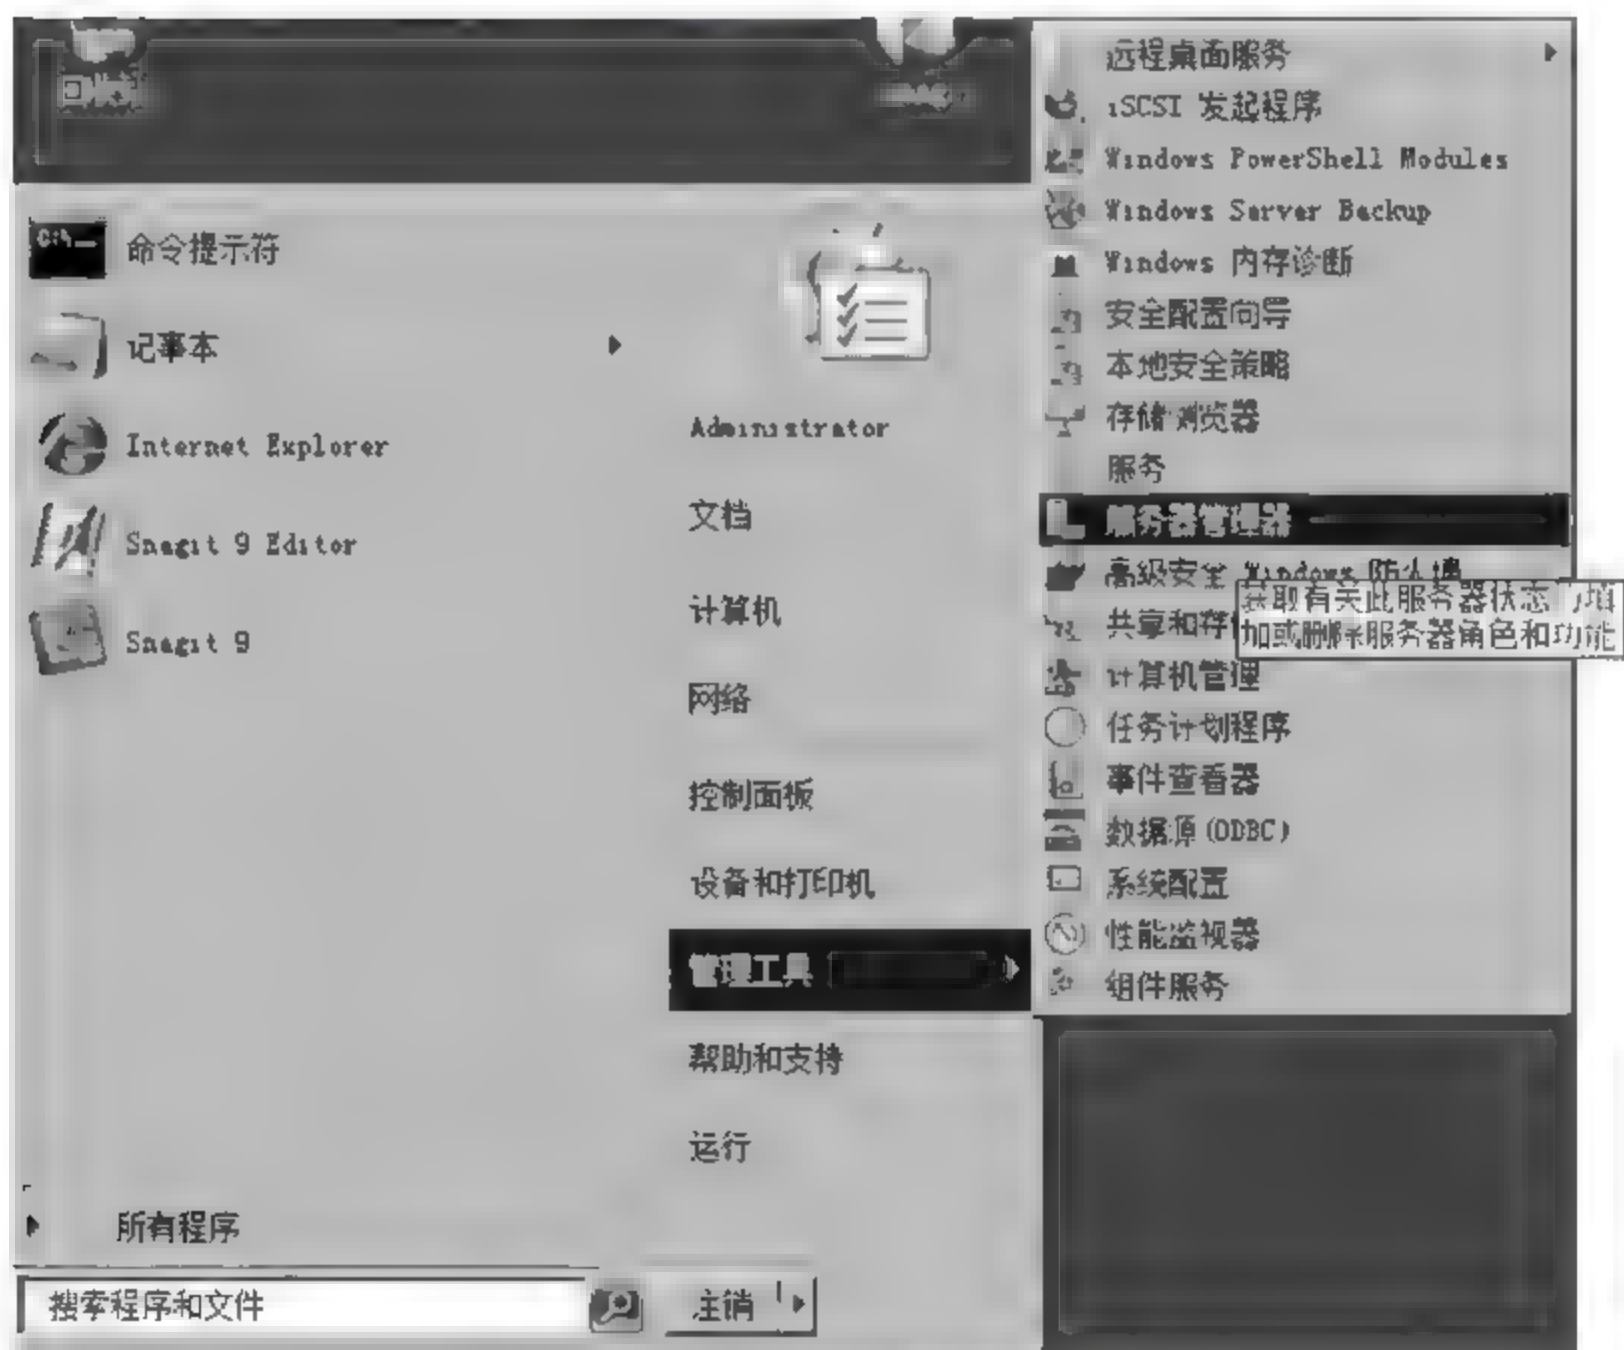 命令提示符
记事本
Internet Explorer
Snagit 9 Editor
Snagit 9
所有程序
搜索程序和文件
Administrator
文档
计算机
网络
控制面板
设备和打印机
管理工具
帮助和支持
运行
注销
远程桌面服务
iSCSI 发起程序
Windows PowerShell Modules
Windows Server Backup
Windows 内存诊断
安全配置向导
本地安全策略
存储浏览器
服务
服务器管理器
高级安全 Windows 防火墙
共享和存
获取有关此服务器状态
加或删除服务器角色和功能
计算机管理
任务计划程序
事件查看器
数据源(ODBC)
系统配置
性能监视器
组件服务